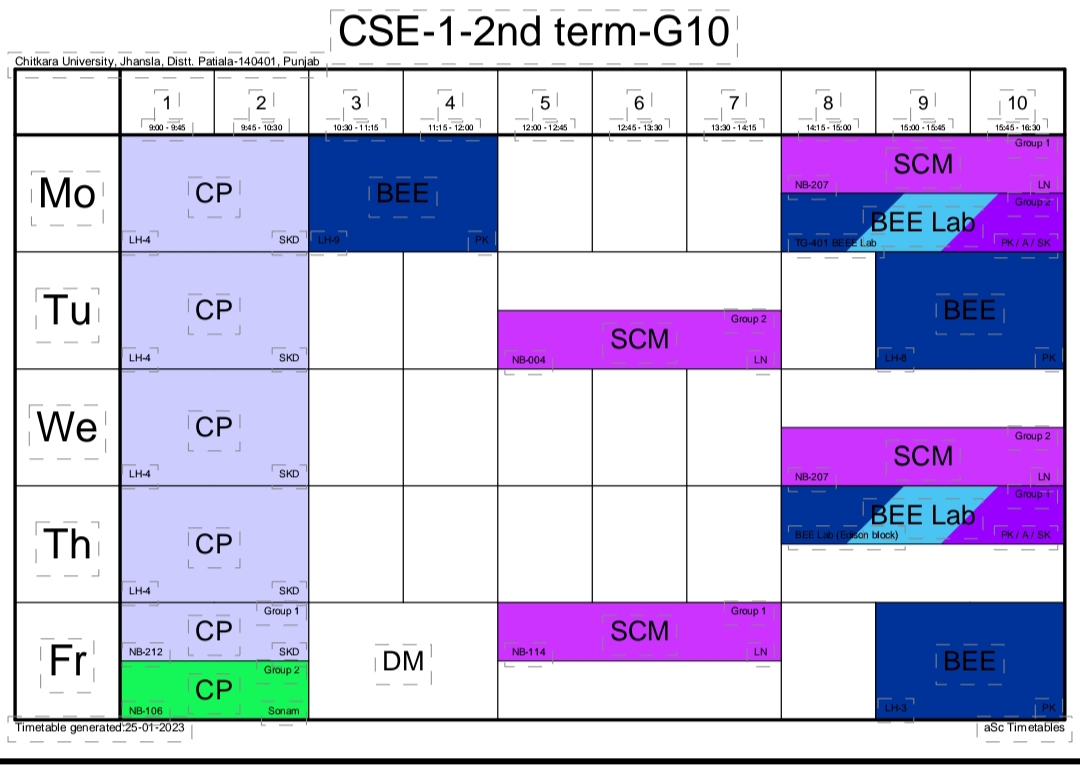 CSE-1-2nd term-G10
Chitkara University, Jhansla, Distt. Patiala-140401, Punjab
1 2 3 4 5 6 7 8 9 10
9:00 - 9:45 9:45 - 10:30 10:30 - 11:15 11:15 - 12:00 12:00 - 12:45 12:45 - 13:30 13:30 - 14:15 14:15 - 15:00 15:00 - 15:45 15:45 - 16:30
Mo
CP
LH-4 SKD
BEE
LH-9 PK
Group 1
SCM
NB-207 LN
Group 2
BEE Lab
TG-401 BEEE Lab PK / A / SK
Tu
CP
LH-4 SKD
Group 2
SCM
NB-004 LN
BEE
LH-8 PK
We
CP
LH-4 SKD
Group 2
SCM
NB-207 LN
Th
CP
LH-4 SKD
Group 1
BEE Lab
BEE Lab (Edison block) PK / A / SK
Fr
Group 1
CP
NB-212 SKD
Group 2
CP
NB-106 Sonam
DM
Group 1
SCM
NB-114 LN
BEE
LH-3 PK
Timetable generated:25-01-2023 aSc Timetables